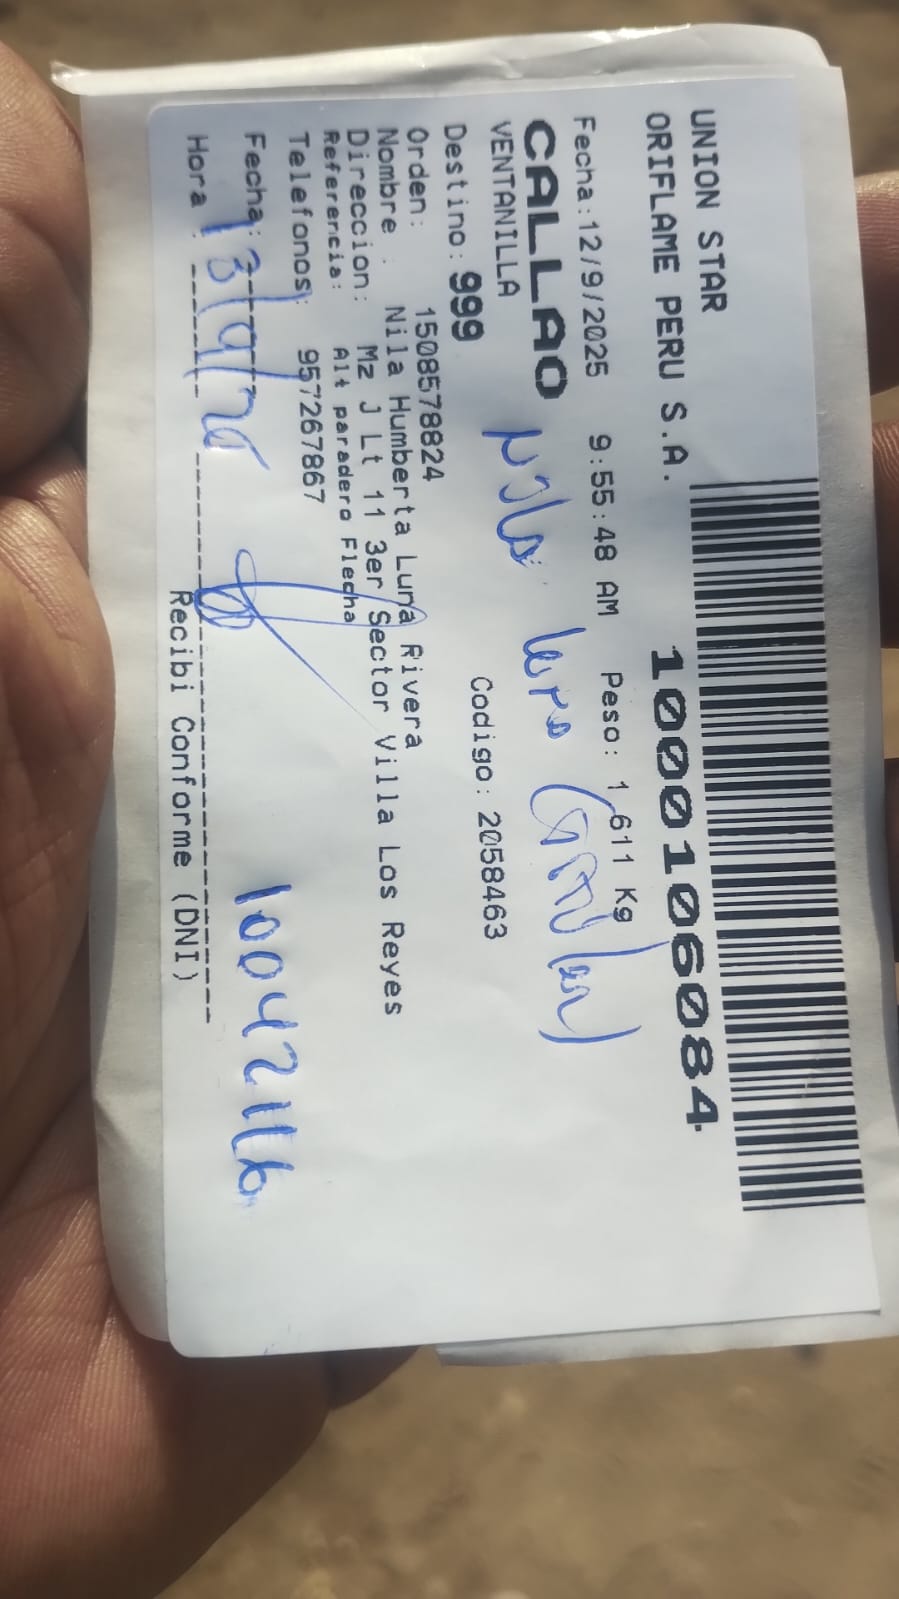 UNION STAR
ORIFLAME PERU S.A. 1000106084
Fecha:12/9/2025 9:55:48 AM Peso: 1 611 Kg
CALLAO
VENTANILLA
Destino: 999 Codigo: 2058463
Orden: 1508578824
Nombre : Nila Humberta Luna Rivera
Direccion: Mz J Lt 11 3er Sector Villa Los Reyes
Referencia: Alt paradero Flecha
Telefonos: 957267867
Fecha: 13/9/
Hora :
10042116
Recibi Conforme (DNI)